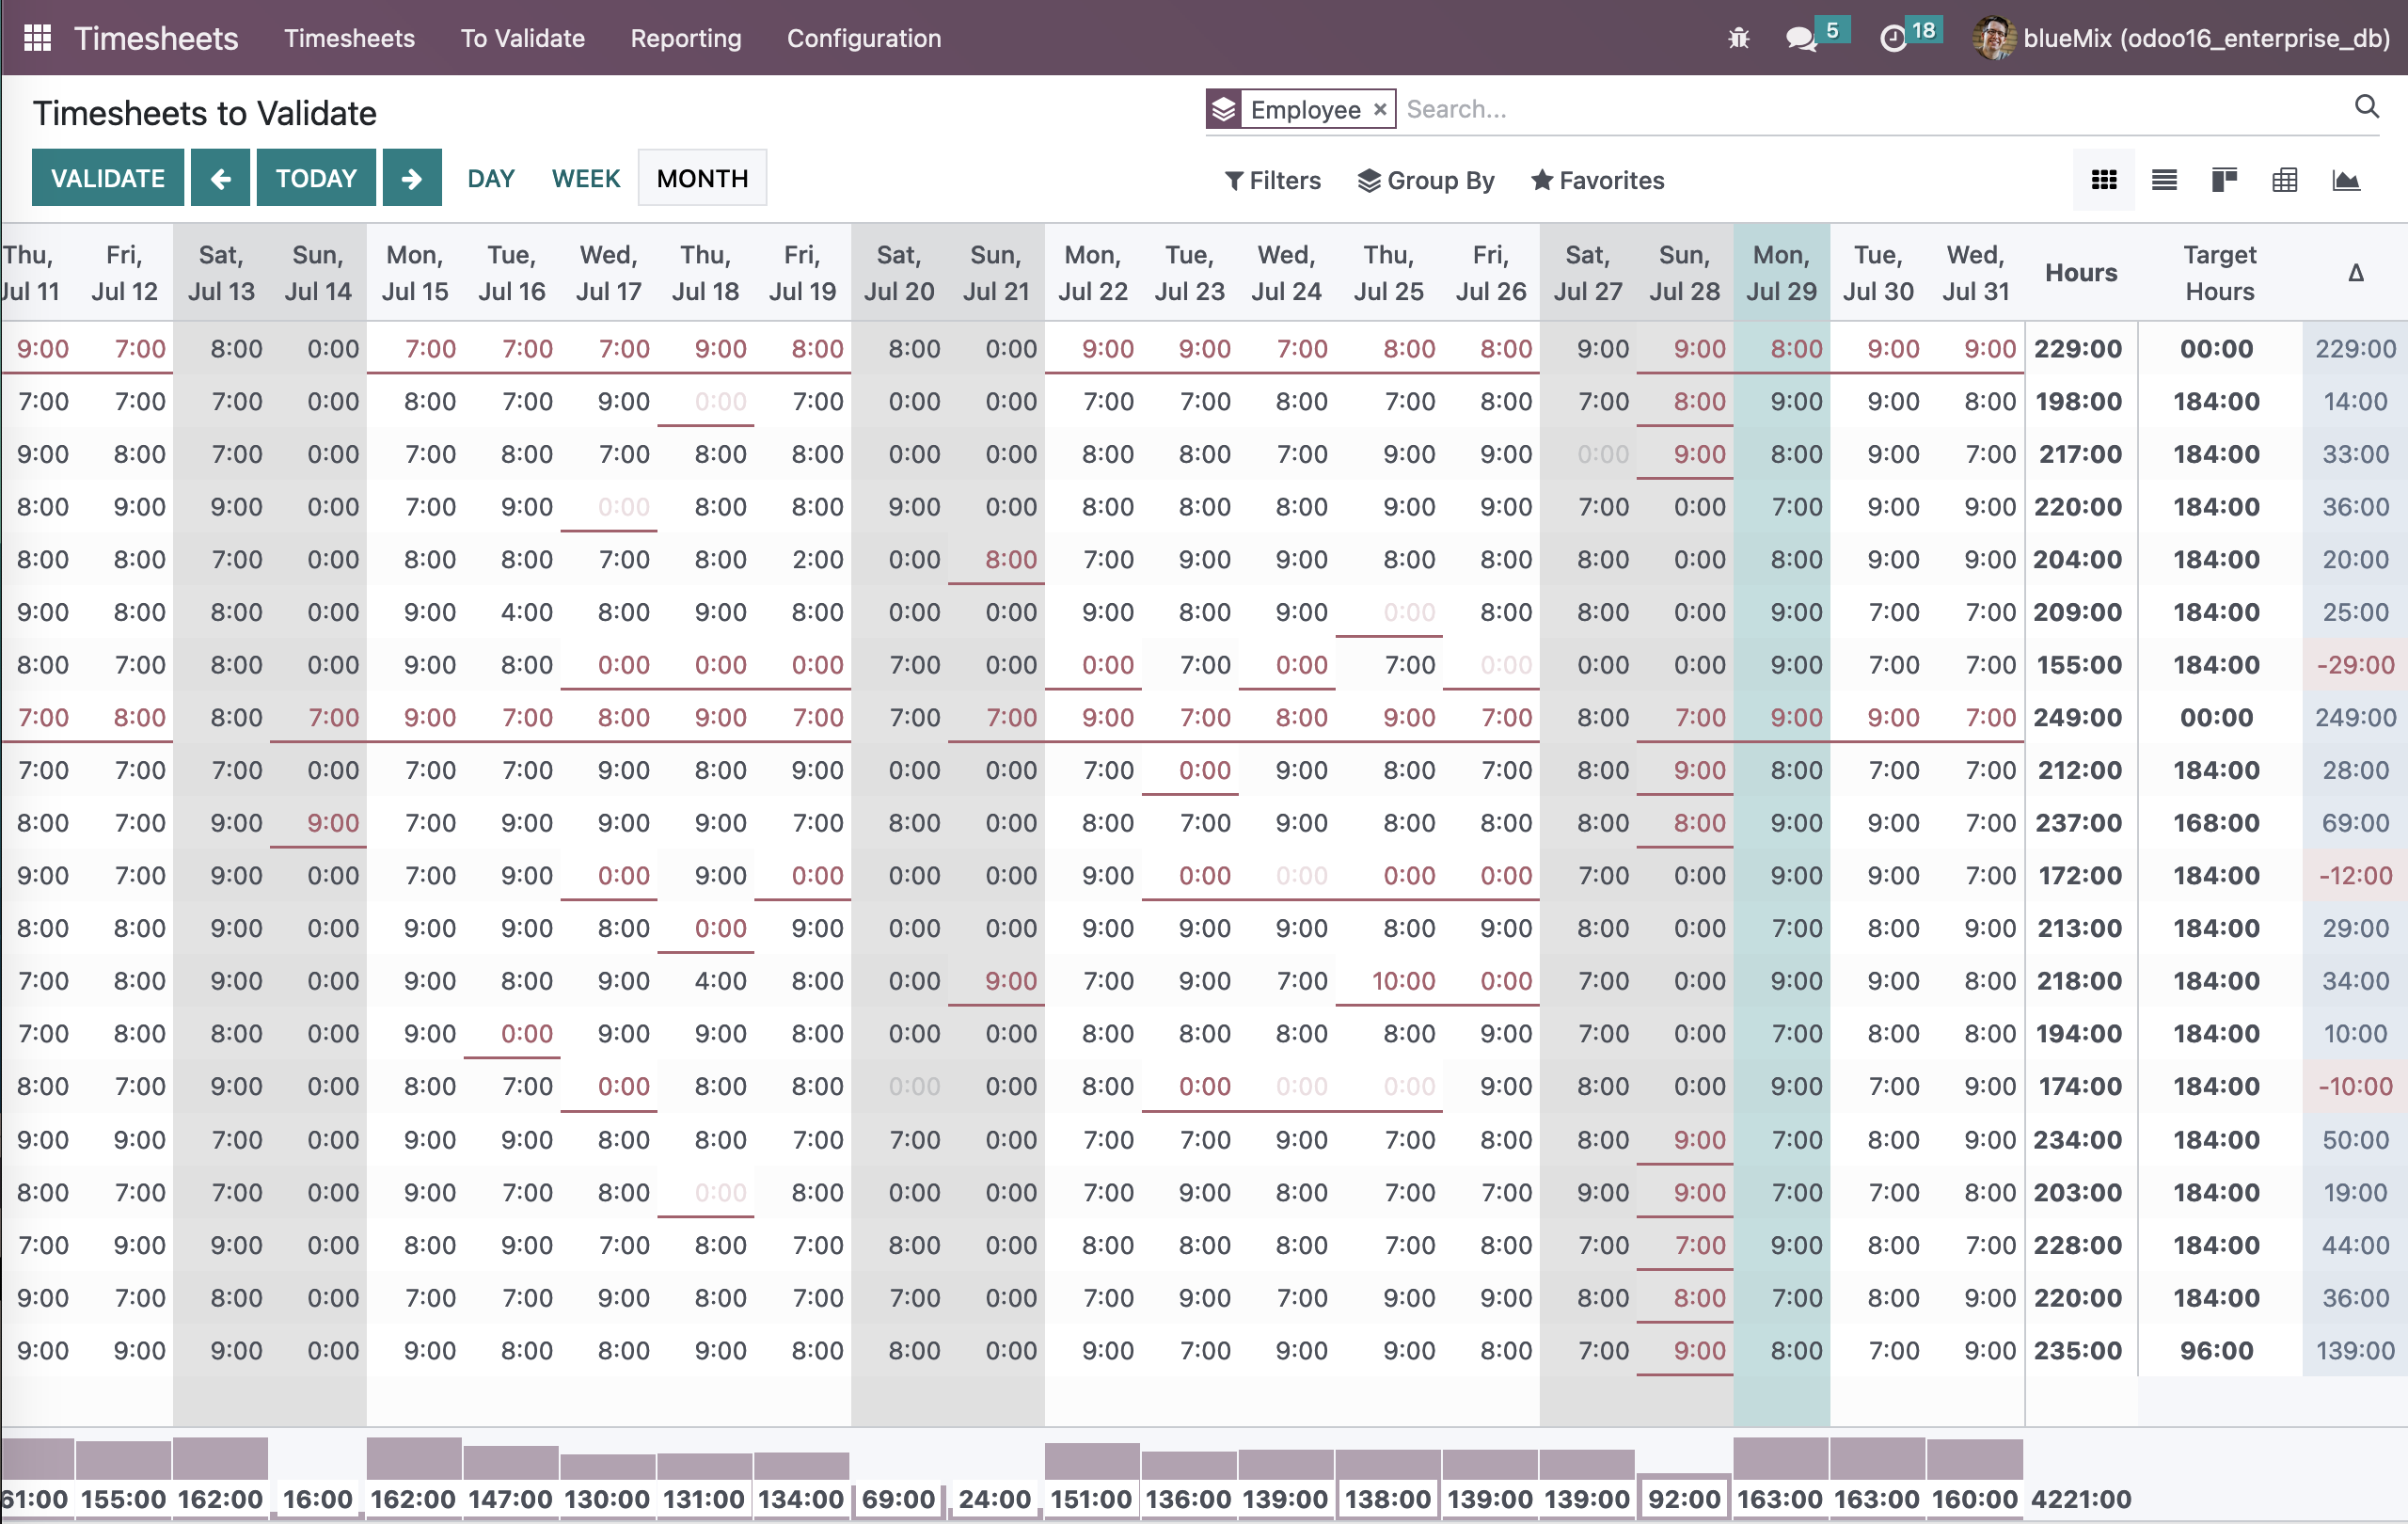 Timesheets Timesheets To Validate Reporting Configuration 5 18 blueMix (odoo16_enterprise_db)
Timesheets to Validate Employee × Search...
VALIDATE TODAY DAY WEEK MONTH Filters Group By Favorites
Thu, Fri, Sat, Sun, Mon, Tue, Wed, Thu, Fri, Sat, Sun, Mon, Tue, Wed, Thu, Fri, Sat, Sun, Mon, Tue, Wed, Hours Target Δ
Jul 11 Jul 12 Jul 13 Jul 14 Jul 15 Jul 16 Jul 17 Jul 18 Jul 19 Jul 20 Jul 21 Jul 22 Jul 23 Jul 24 Jul 25 Jul 26 Jul 27 Jul 28 Jul 29 Jul 30 Jul 31 Hours
9:00 7:00 8:00 0:00 7:00 7:00 7:00 9:00 8:00 8:00 0:00 9:00 9:00 7:00 8:00 8:00 9:00 9:00 8:00 9:00 9:00 229:00 00:00 229:00
7:00 7:00 7:00 0:00 8:00 7:00 9:00 0:00 7:00 0:00 0:00 7:00 7:00 8:00 7:00 8:00 7:00 8:00 9:00 9:00 8:00 198:00 184:00 14:00
9:00 8:00 7:00 0:00 7:00 8:00 7:00 8:00 8:00 0:00 0:00 8:00 8:00 7:00 9:00 9:00 0:00 9:00 8:00 9:00 7:00 217:00 184:00 33:00
8:00 9:00 9:00 0:00 7:00 9:00 0:00 8:00 8:00 9:00 0:00 8:00 8:00 8:00 9:00 9:00 7:00 0:00 7:00 9:00 9:00 220:00 184:00 36:00
8:00 8:00 7:00 0:00 8:00 8:00 7:00 8:00 2:00 0:00 8:00 7:00 9:00 9:00 8:00 8:00 8:00 0:00 8:00 9:00 9:00 204:00 184:00 20:00
9:00 8:00 8:00 0:00 9:00 4:00 8:00 9:00 8:00 0:00 0:00 9:00 8:00 9:00 0:00 8:00 8:00 0:00 9:00 7:00 7:00 209:00 184:00 25:00
8:00 7:00 8:00 0:00 9:00 8:00 0:00 0:00 0:00 7:00 0:00 0:00 7:00 0:00 7:00 0:00 0:00 0:00 9:00 7:00 7:00 155:00 184:00 -29:00
7:00 8:00 8:00 7:00 9:00 7:00 8:00 9:00 7:00 7:00 7:00 9:00 7:00 8:00 9:00 7:00 8:00 7:00 9:00 9:00 7:00 249:00 00:00 249:00
7:00 7:00 7:00 0:00 7:00 7:00 9:00 8:00 9:00 0:00 0:00 7:00 0:00 9:00 8:00 7:00 8:00 9:00 8:00 7:00 7:00 212:00 184:00 28:00
8:00 7:00 9:00 9:00 7:00 9:00 9:00 9:00 7:00 8:00 0:00 8:00 7:00 9:00 8:00 8:00 8:00 8:00 9:00 9:00 7:00 237:00 168:00 69:00
9:00 7:00 9:00 0:00 7:00 9:00 0:00 9:00 0:00 0:00 0:00 9:00 0:00 0:00 0:00 0:00 7:00 0:00 9:00 9:00 7:00 172:00 184:00 -12:00
8:00 8:00 9:00 0:00 9:00 9:00 8:00 0:00 9:00 0:00 0:00 9:00 9:00 9:00 8:00 9:00 8:00 0:00 7:00 8:00 9:00 213:00 184:00 29:00
7:00 8:00 9:00 0:00 9:00 8:00 9:00 4:00 8:00 0:00 9:00 7:00 9:00 7:00 10:00 0:00 7:00 0:00 9:00 9:00 8:00 218:00 184:00 34:00
7:00 8:00 8:00 0:00 9:00 0:00 9:00 9:00 8:00 0:00 0:00 8:00 8:00 8:00 8:00 9:00 7:00 0:00 7:00 8:00 8:00 194:00 184:00 10:00
8:00 7:00 9:00 0:00 8:00 7:00 0:00 8:00 8:00 0:00 0:00 8:00 0:00 0:00 0:00 9:00 8:00 0:00 9:00 7:00 9:00 174:00 184:00 -10:00
9:00 9:00 7:00 0:00 9:00 9:00 8:00 8:00 7:00 7:00 0:00 7:00 7:00 9:00 7:00 8:00 8:00 9:00 7:00 8:00 9:00 234:00 184:00 50:00
8:00 7:00 7:00 0:00 9:00 7:00 8:00 0:00 8:00 0:00 0:00 7:00 9:00 8:00 7:00 7:00 9:00 9:00 7:00 7:00 8:00 203:00 184:00 19:00
7:00 9:00 9:00 0:00 8:00 9:00 7:00 8:00 7:00 8:00 0:00 8:00 8:00 8:00 7:00 8:00 7:00 7:00 9:00 8:00 7:00 228:00 184:00 44:00
9:00 7:00 8:00 0:00 7:00 7:00 9:00 8:00 7:00 7:00 0:00 7:00 9:00 7:00 9:00 9:00 8:00 8:00 7:00 8:00 9:00 220:00 184:00 36:00
9:00 9:00 9:00 0:00 9:00 8:00 8:00 9:00 8:00 8:00 0:00 9:00 7:00 9:00 9:00 8:00 7:00 9:00 8:00 7:00 9:00 235:00 96:00 139:00
61:00 155:00 162:00 16:00 162:00 147:00 130:00 131:00 134:00 69:00 24:00 151:00 136:00 139:00 138:00 139:00 139:00 92:00 163:00 163:00 160:00 4221:00